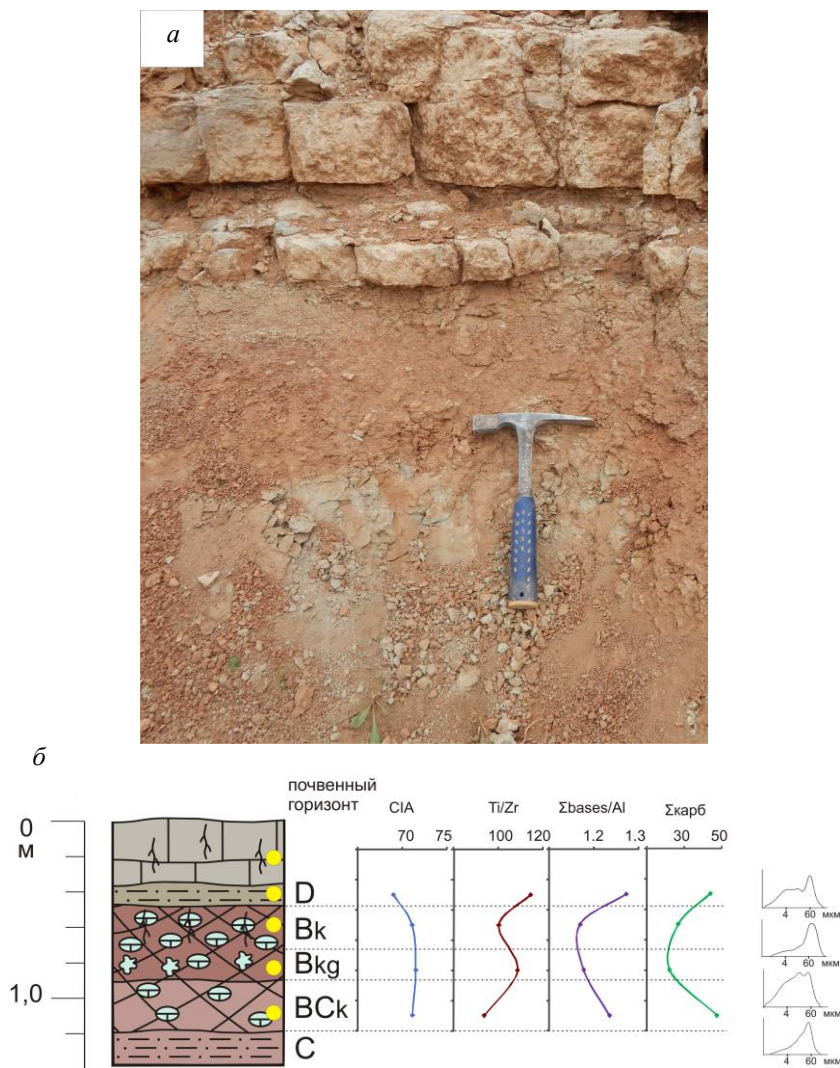 а
б
почвенный
горизонт
CIA
Ti/Zr
Σbases/Al
Σкарб
0
м
70 75
100 120
1.2 1.3
30 50
D
Bk
Bkg
1,0
BCk
C
4 60 мкм
4 60 мкм
4 60 мкм
4 60 мкм